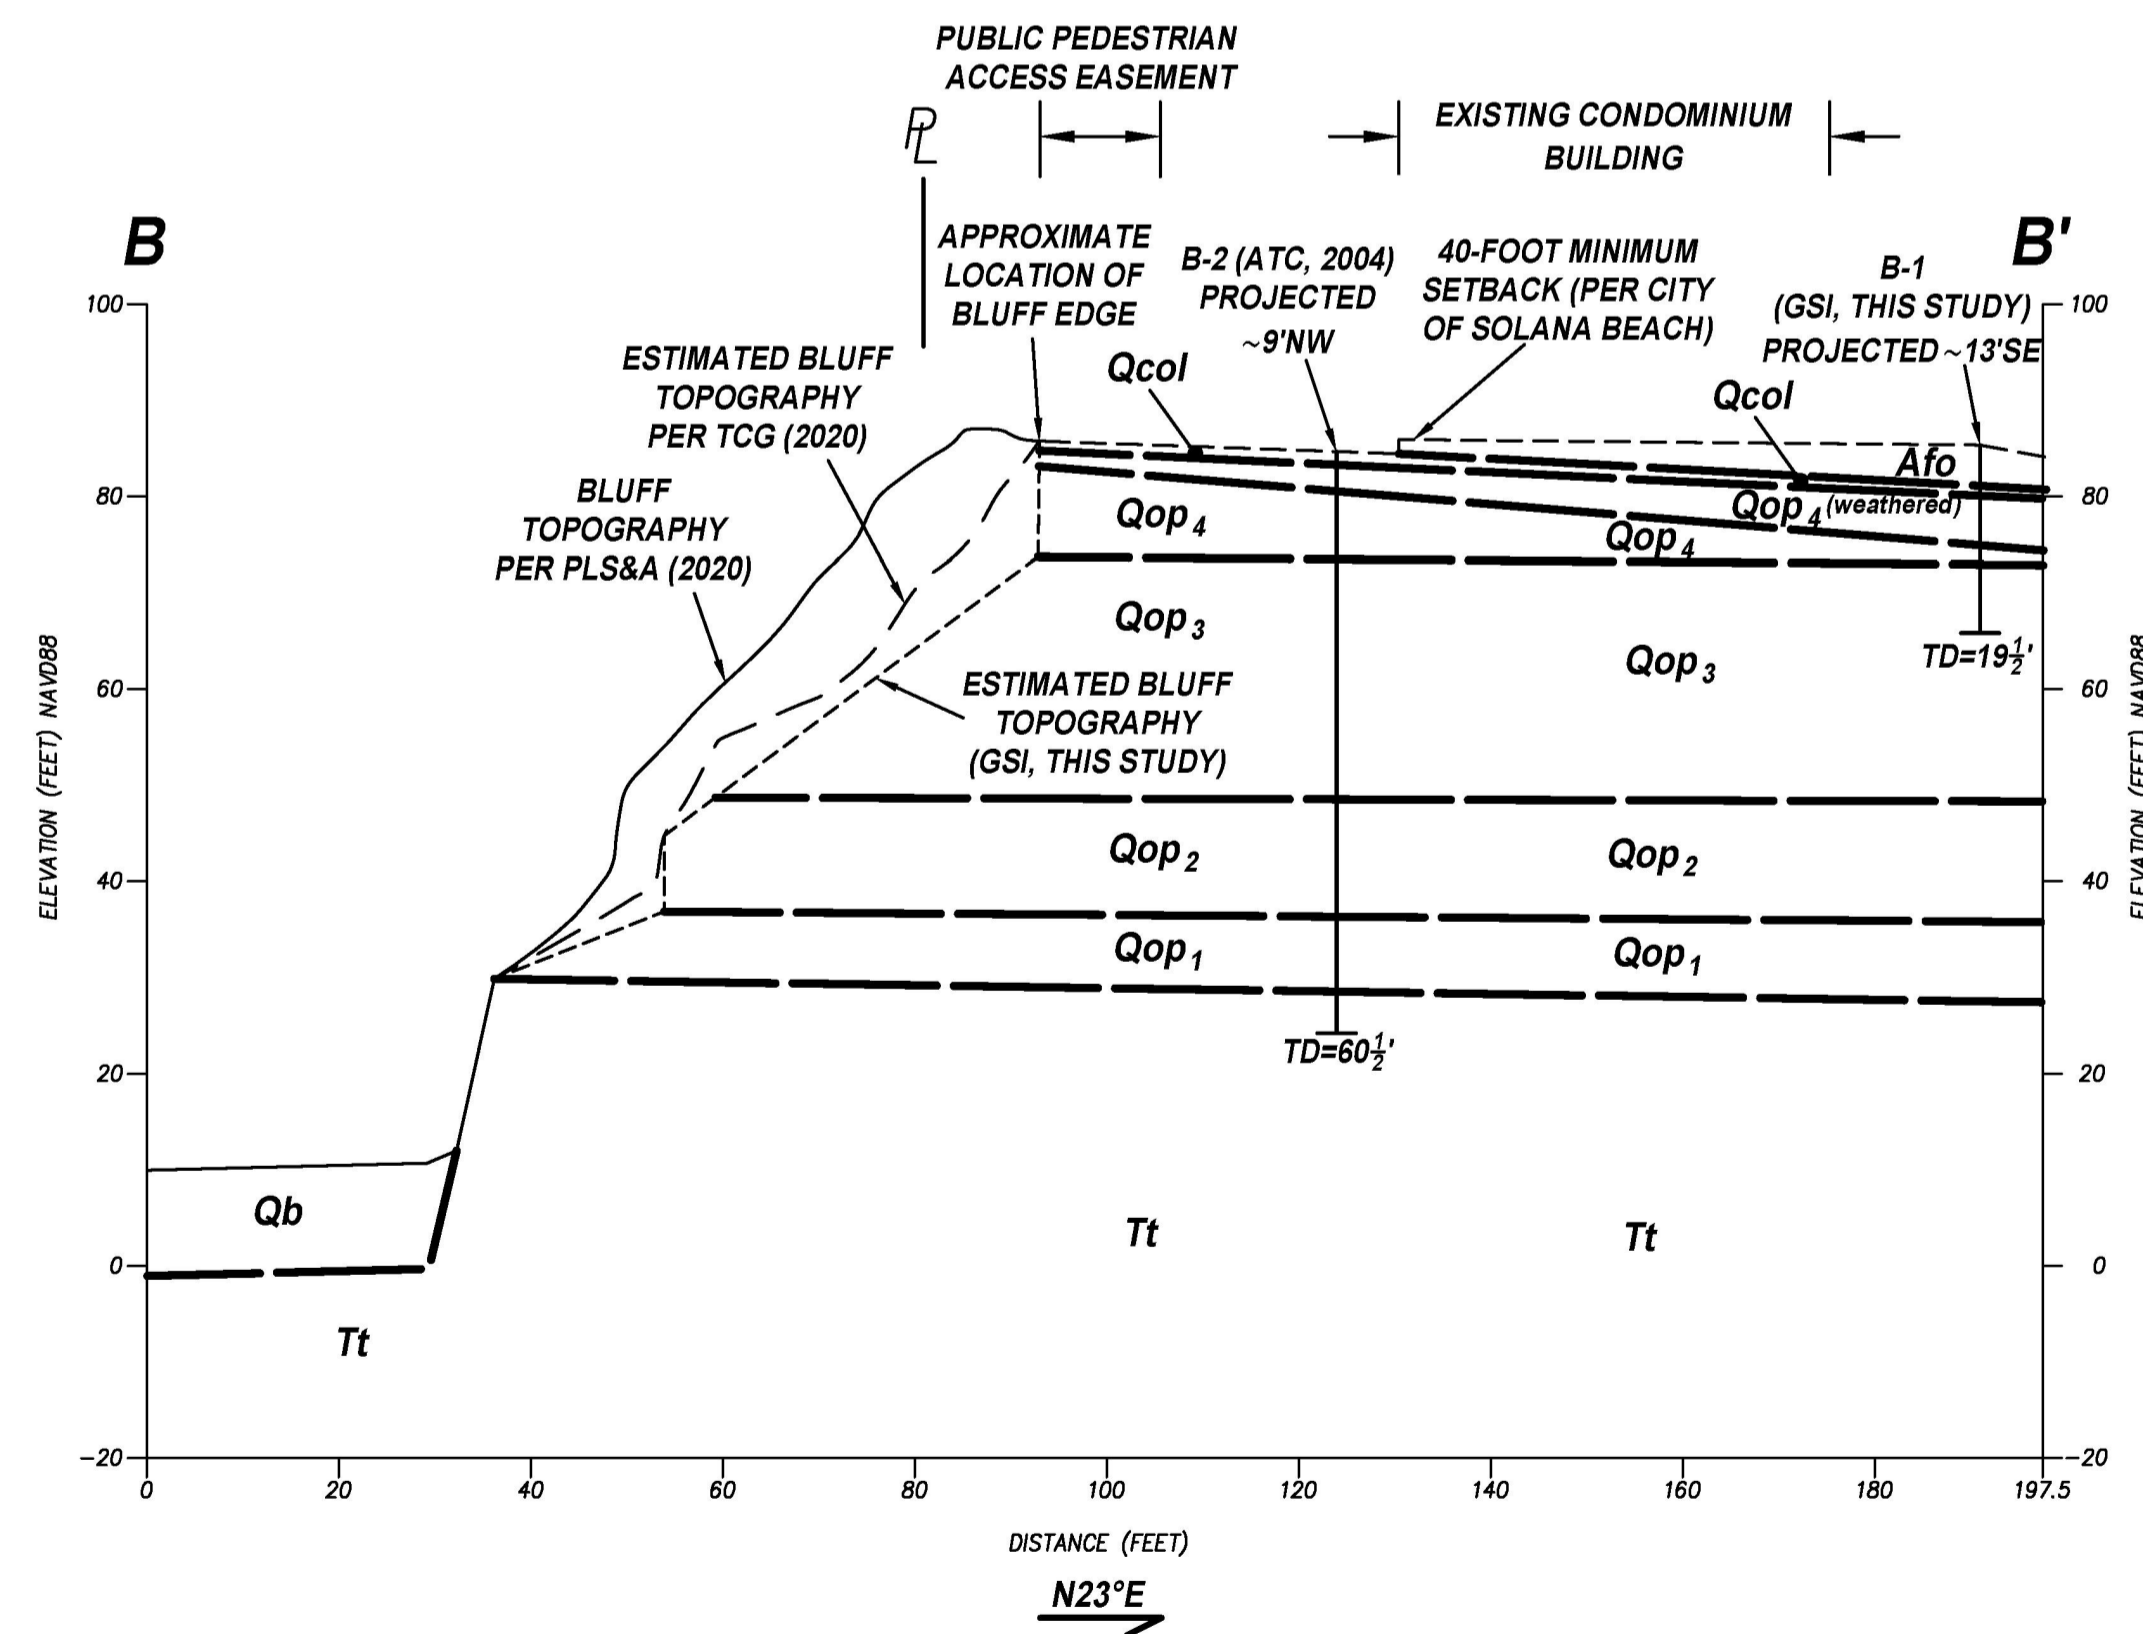 PUBLIC PEDESTRIAN
ACCESS EASEMENT
PL
EXISTING CONDOMINIUM
BUILDING
B
B'
APPROXIMATE
LOCATION OF
BLUFF EDGE
B-2 (ATC, 2004)
PROJECTED
~9'NW
40-FOOT MINIMUM
SETBACK (PER CITY
OF SOLANA BEACH)
B-1
(GSI, THIS STUDY)
PROJECTED ~13'SE
ESTIMATED BLUFF
TOPOGRAPHY
PER TCG (2020)
BLUFF
TOPOGRAPHY
PER PLS&A (2020)
Qcol
Qcol
Afo
Qop4
Qop4 (weathered)
Qop4
Qop3
Qop3
TD=19½'
ESTIMATED BLUFF
TOPOGRAPHY
(GSI, THIS STUDY)
Qop2
Qop2
Qop1
Qop1
TD=60½'
Qb
Tt
Tt
Tt
ELEVATION (FEET) NAVD88
100
80
60
40
20
0
-20
100
80
60
40
20
0
-20
ELEVATION (FEET) NAVD88
0 20 40 60 80 100 120 140 160 180 197.5
DISTANCE (FEET)
N23°E